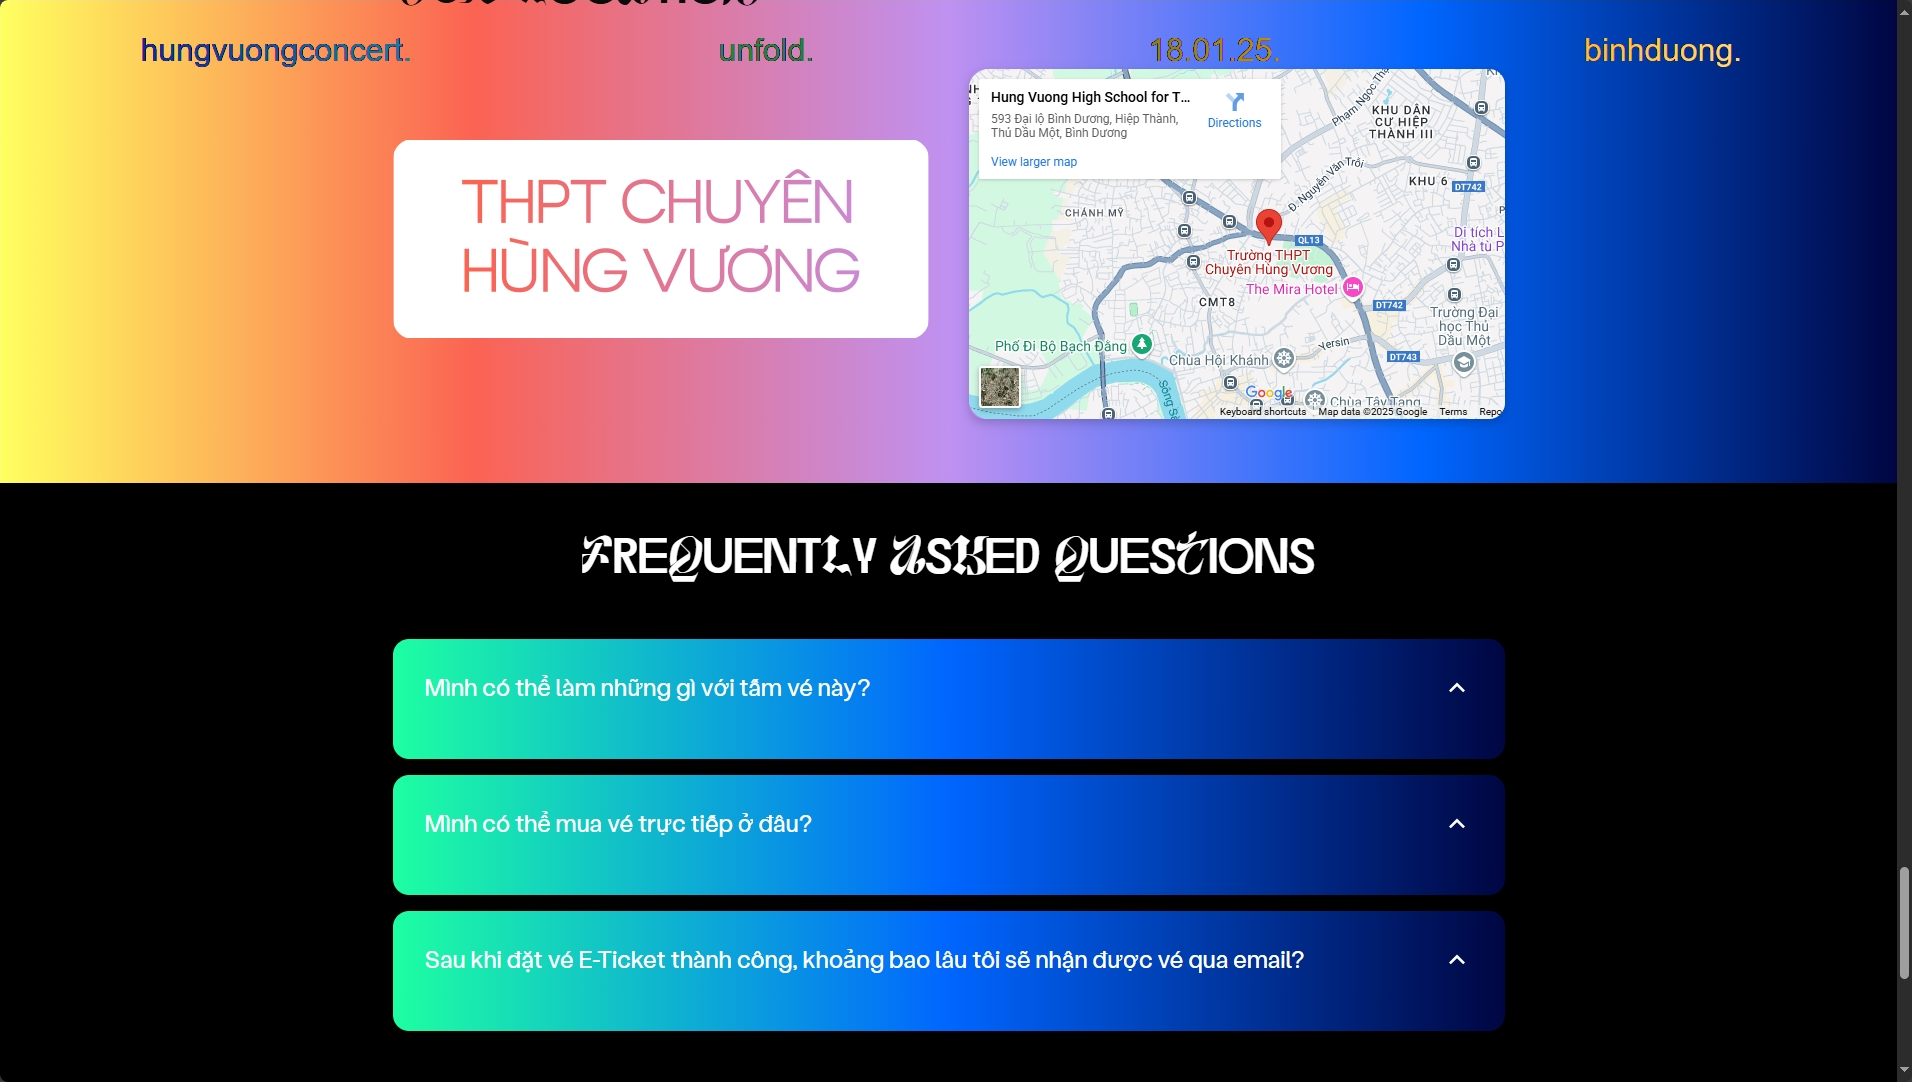 hungvuongconcert.
unfold.
18.01.25.
binhduong.
THPT CHUYÊN
HÙNG VƯƠNG
Hung Vuong High School for T...
593 Đại lộ Bình Dương, Hiệp Thành,
Thủ Dầu Một, Bình Dương
View larger map
Directions
Phạm Ngọc Thạ
KHU DÂN
CƯ HIỆP
THÀNH III
Đ. Nguyễn Văn Trỗi
KHU 6
DT742
CHÁNH MỸ
QL13
Di tích L
Nhà tù P
Trường THPT
Chuyên Hùng Vương
The Mira Hotel
CMT8
DT742
Trường Đại
học Thủ
Dầu Một
Yersin
DT743
Phố Đi Bộ Bạch Đằng
Chùa Hội Khánh
Sông Sà
Google
Chùa Tây Tạng
Keyboard shortcuts
Map data ©2025 Google
Terms
Repo
FREQUENTLY ASKED QUESTIONS
Mình có thể làm những gì với tấm vé này?
Mình có thể mua vé trực tiếp ở đâu?
Sau khi đặt vé E-Ticket thành công, khoảng bao lâu tôi sẽ nhận được vé qua email?